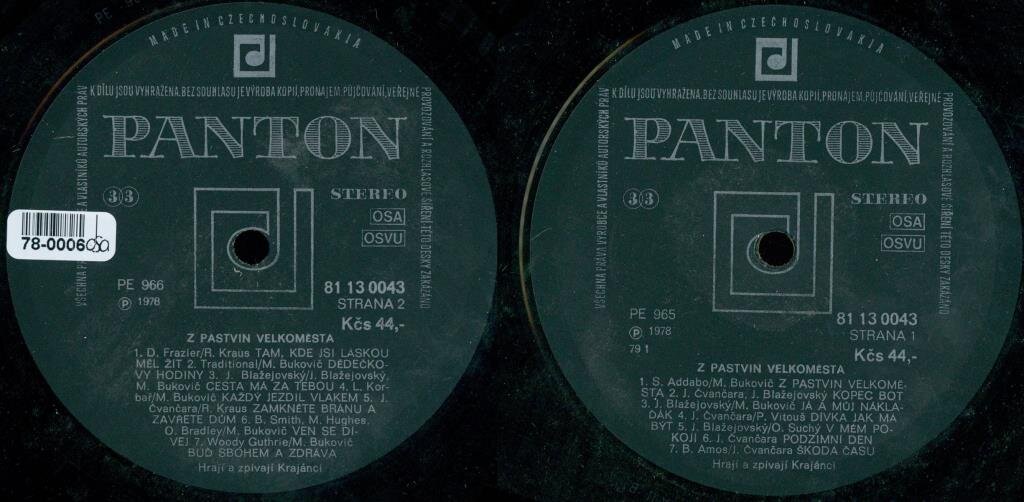 MADE IN CZECHOSLOVAKIA
K DÍLU JSOU VYHRAŽENA. BEZ SOUHLASU JE VÝROBA KOPIÍ, PRONÁJEM, PŮJČOVÁNÍ, VEŘEJNÉ
PROVOZOVÁNÍ A ROZHLASOVÉ ŠÍŘENÍ TÉTO DESKY ZAKÁZÁNO
A VLASTNÍKŮ AUTORSKÝCH PRÁV
VŠECHNA PR
PANTON
33
STEREO
OSA
OSVU
78-0006
osa
PE 966
Ⓟ 1978
81 13 0043
STRANA 2
Kčs 44,-
Z PASTVIN VELKOMĚSTA
1. D. Frazier/R. Kraus TAM, KDE JSI LÁSKOU
MĚL ŽÍT 2. Traditional/M. Bukovič DĚDEČKO-
VY HODINY 3. J. Blažejovský/J. Blažejovský,
M. Bukovič CESTA MÁ ZA TEBOU 4. L. Kor-
bař/M. Bukovič KAŽDÝ JEZDIL VLAKEM 5. J.
Čvančara/R. Kraus ZAMKNĚTE BRÁNU A
ZAVŘETE DŮM 6. B. Smith, M. Hughes,
O. Bradley/M. Bukovič VEN SE DÍ-
VEJ 7. Woody Guthrie/M. Bukovič
BUĎ SBOHEM A ZDRÁVA
Hrají a zpívají Krajánci
MADE IN CZECHOSLOVAKIA
K DÍLU JSOU VYHRAŽENA. BEZ SOUHLASU JE VÝROBA KOPIÍ, PRONÁJEM, PŮJČOVÁNÍ, VEŘEJNÉ
PROVOZOVÁNÍ A ROZHLASOVÉ ŠÍŘENÍ TÉTO DESKY ZAKÁZÁNO
VŠECHNA PRÁVA VÝROBCE A VLASTNÍKŮ AUTORSKÝCH PRÁV
PANTON
33
STEREO
OSA
OSVU
PE 965
Ⓟ 1978
79 1
81 13 0043
STRANA 1
Kčs 44,-
Z PASTVIN VELKOMĚSTA
1. S. Addabo/M. Bukovič Z PASTVIN VELKOMĚ-
STA 2. J. Čvančara, J. Blažejovský KOPEC BOT
3. J. Blažejovský/M. Bukovič JÁ A MŮJ NÁKLA-
ĎÁK 4. J. Čvančara/P. Vitouš DÍVKA JAK MÁ
BÝT 5. J. Blažejovský/O. Suchý V MÉM PO-
KOJI 6. J. Čvančara PODZIMNÍ DEN
7. B. Amos/J. Čvančara ŠKODA ČASU
Hrají a zpívají Krajánci